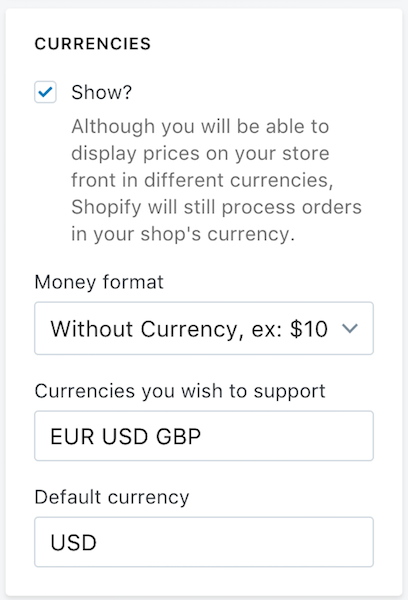 CURRENCIES
Show?
Although you will be able to
display prices on your store
front in different currencies,
Shopify will still process orders
in your shop's currency.
Money format
Without Currency, ex: $10
Currencies you wish to support
EUR USD GBP
Default currency
USD